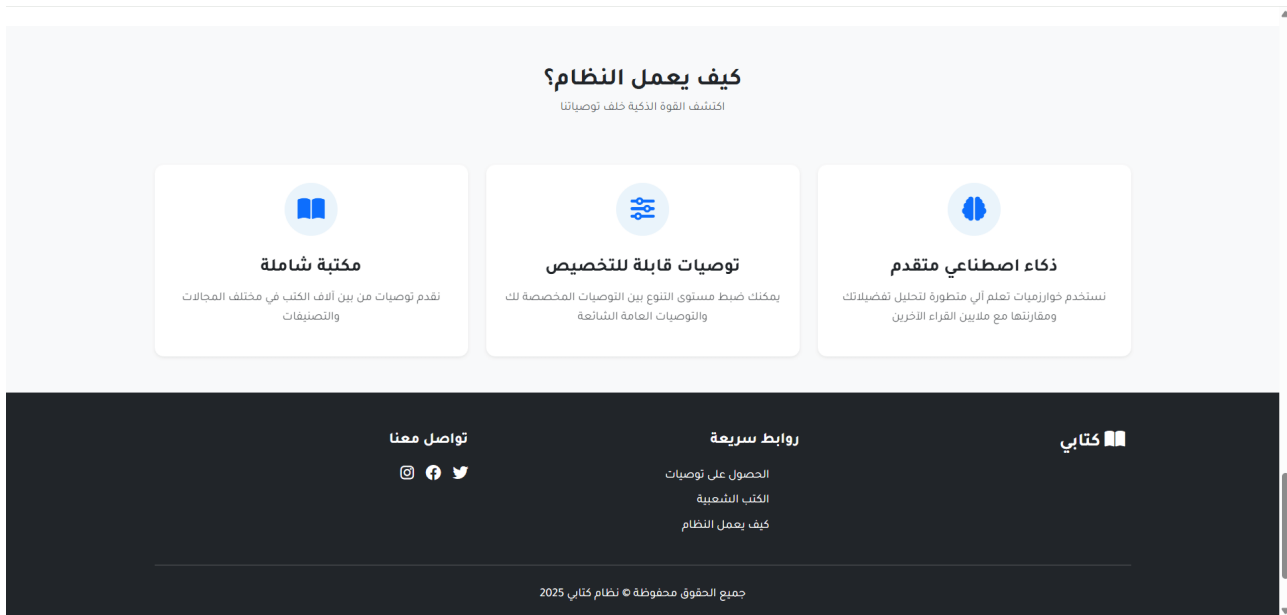 كيف يعمل النظام؟
اكتشف القوة الذكية خلف توصياتنا
ذكاء اصطناعي متقدم
نستخدم خوارزميات تعلم آلي متطورة لتحليل تفضيلاتك
ومقارنتها مع ملايين القراء الآخرين
توصيات قابلة للتخصيص
يمكنك ضبط مستوى التنوع بين التوصيات المخصصة لك
والتوصيات العامة الشائعة
مكتبة شاملة
نقدم توصيات من بين آلاف الكتب في مختلف المجالات
والتصنيفات
كتابي
روابط سريعة
الحصول على توصيات
الكتب الشعبية
كيف يعمل النظام
تواصل معنا
جميع الحقوق محفوظة © نظام كتابي 2025